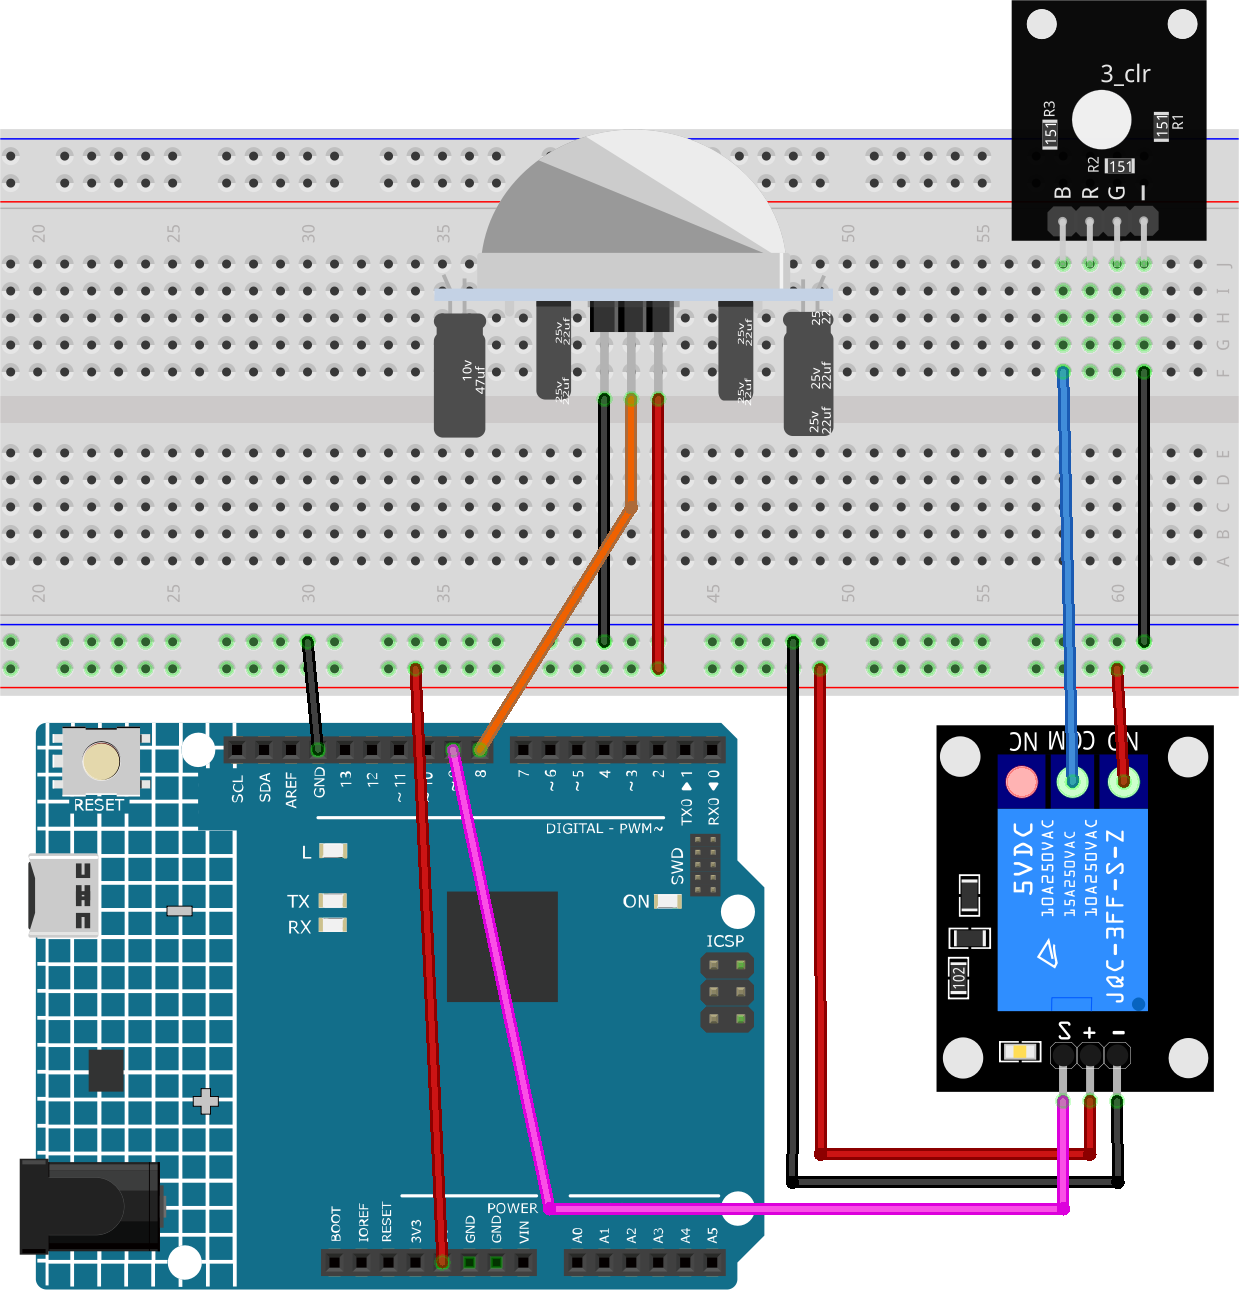 3_clr
R3
151
151
R1
R2
151
B
R
G
—
20
25
30
35
50
55
J
I
H
G
F
10v
47uf
25v
22uf
25v
22uf
25v
22uf
25v
22uf
25
22
25v
22uf
25v
22uf
E
D
C
B
A
20
25
30
35
45
50
55
60
RESET
SCL
SDA
AREF
GND
13
12
~ 11
~ 10
~9
8
7
~ 6
~ 5
4
~ 3
2
TX0 ▶ 1
RX0 ◀ 0
DIGITAL - PWM~
L
TX
RX
SWD
ON
ICSP
POWER
BOOT
IOREF
RESET
3V3
GND
GND
VIN
A0
A1
A2
A3
A4
A5
NC
COM
NO
5VDC
10A250VAC
15A250VAC
10A250VAC
JQC-3FF-S-Z
102
S
+
-